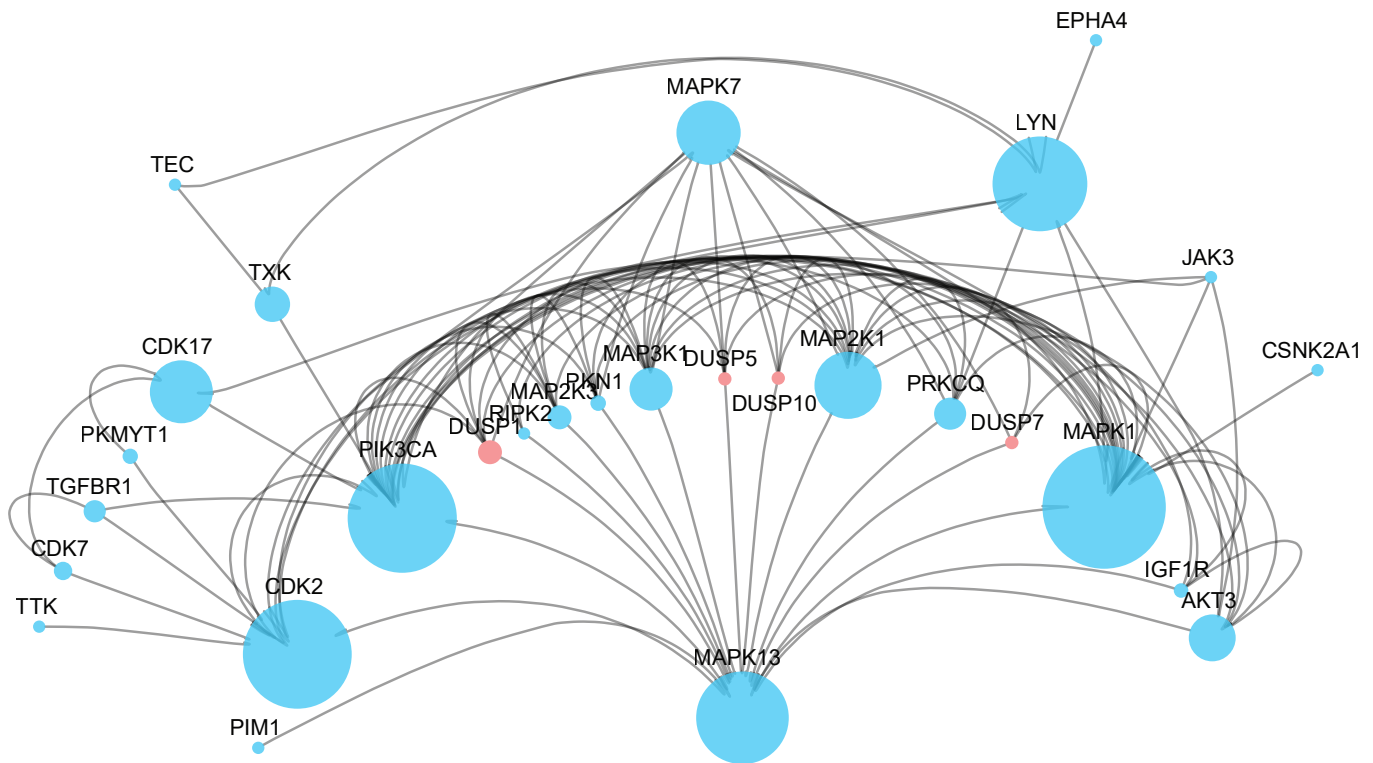 EPHA4
MAPK7
LYN
TEC
JAK3
TXK
CDK17
MAP3K1
DUSP5
MAP2K1
CSNK2A1
PKN1
MAP2K3
PRKCQ
DUSP10
RIPK2
DUSP1
DUSP7
MAPK1
PKMYT1
PIK3CA
TGFBR1
CDK7
IGF1R
CDK2
AKT3
TTK
MAPK13
PIM1